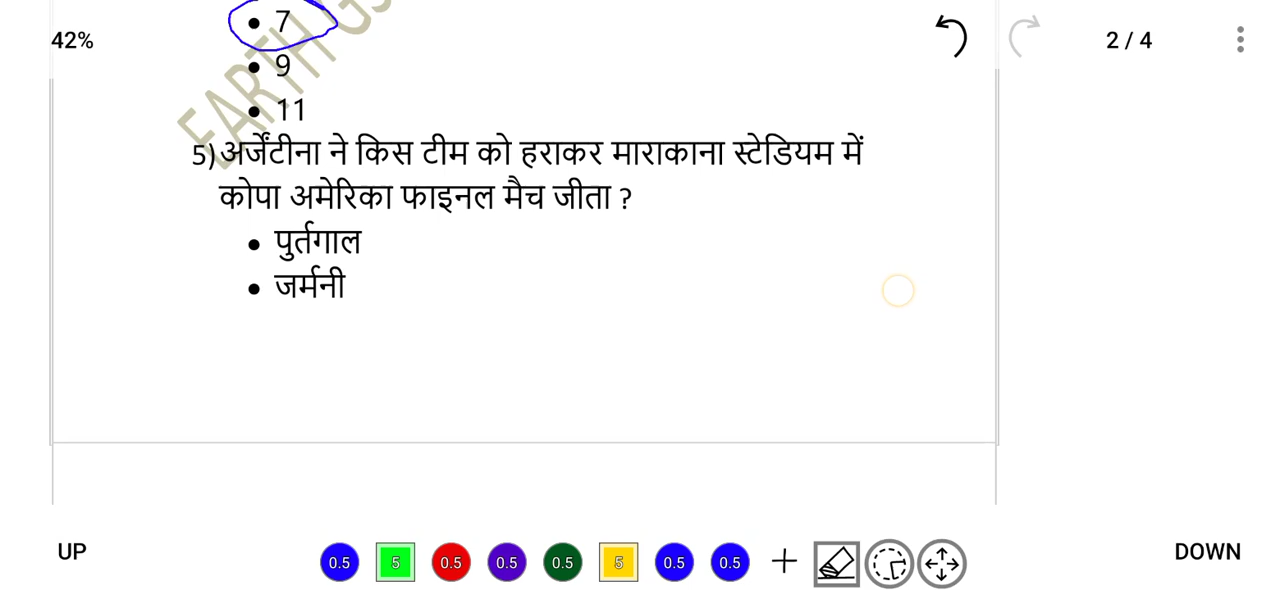 7
42%
2 / 4
9
11
5) अर्जेंटीना ने किस टीम को हराकर माराकाना स्टेडियम में
कोपा अमेरिका फाइनल मैच जीता ?
पुर्तगाल
जर्मनी
UP
0.5 5 0.5 0.5 0.5 5 0.5 0.5
DOWN